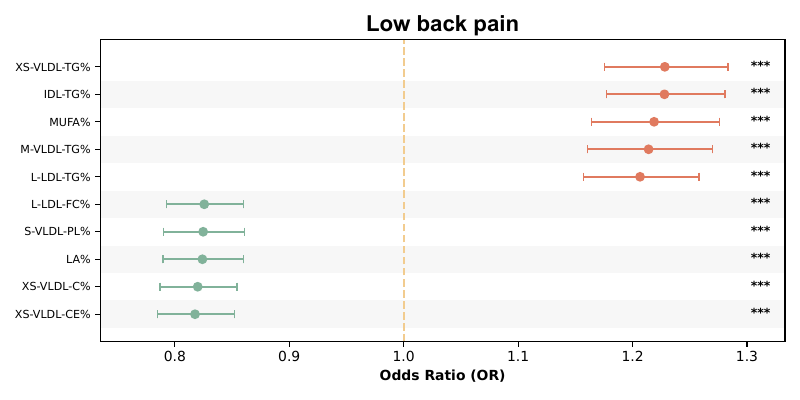 Low back pain
XS-VLDL-TG% ***
IDL-TG% ***
MUFA% ***
M-VLDL-TG% ***
L-LDL-TG% ***
L-LDL-FC% ***
S-VLDL-PL% ***
LA% ***
XS-VLDL-C% ***
XS-VLDL-CE% ***
0.8 0.9 1.0 1.1 1.2 1.3
Odds Ratio (OR)